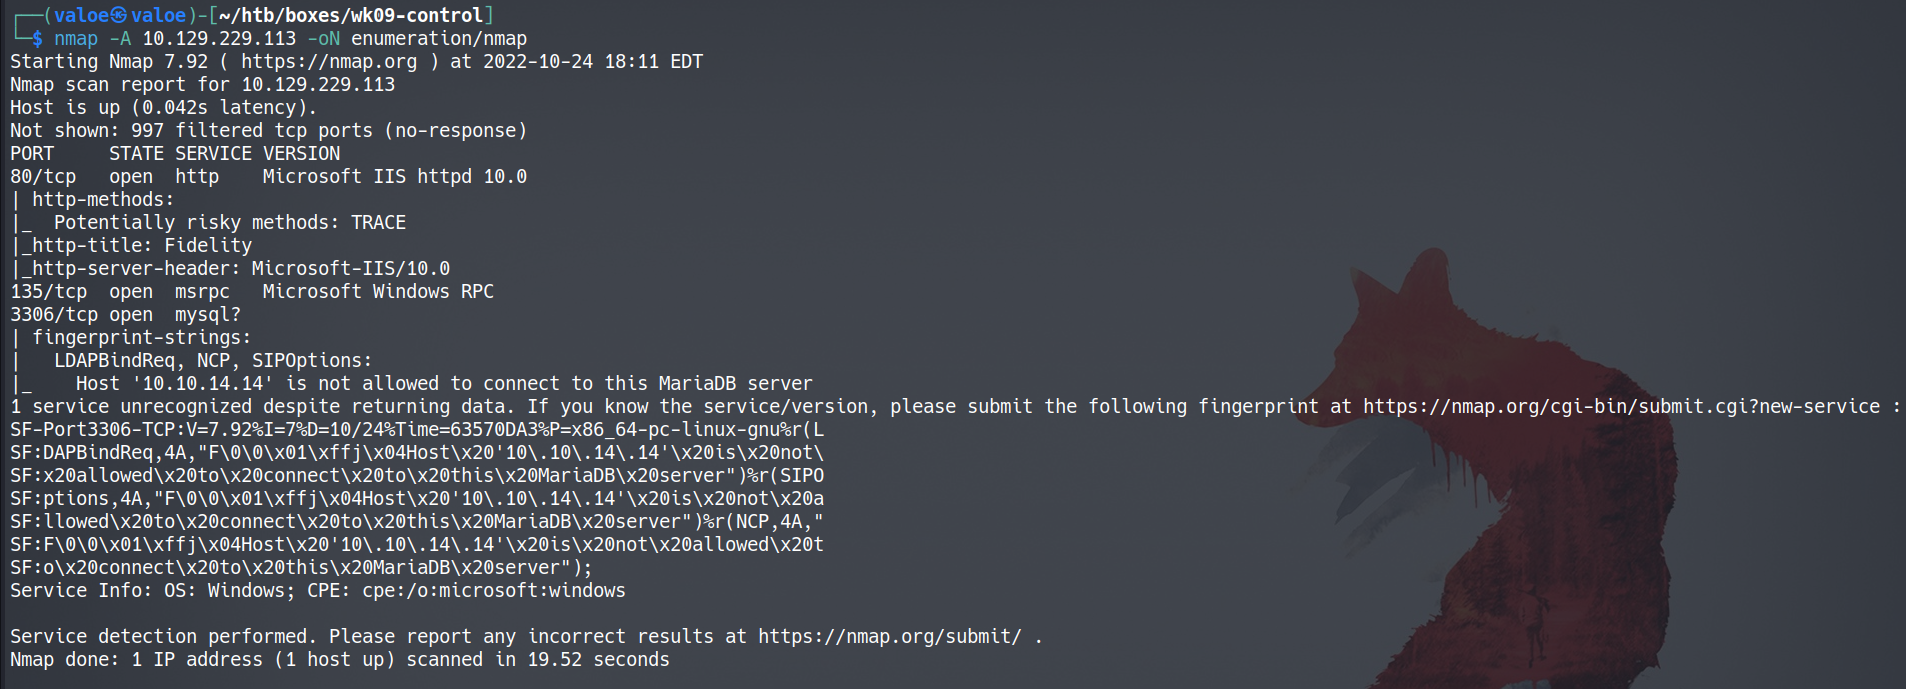 ┌──(valoe㉿valoe)-[~/htb/boxes/wk09-control]
└─$ nmap -A 10.129.229.113 -oN enumeration/nmap
Starting Nmap 7.92 ( https://nmap.org ) at 2022-10-24 18:11 EDT
Nmap scan report for 10.129.229.113
Host is up (0.042s latency).
Not shown: 997 filtered tcp ports (no-response)
PORT     STATE SERVICE VERSION
80/tcp   open  http    Microsoft IIS httpd 10.0
| http-methods:
|_  Potentially risky methods: TRACE
|_http-title: Fidelity
|_http-server-header: Microsoft-IIS/10.0
135/tcp  open  msrpc   Microsoft Windows RPC
3306/tcp open  mysql?
| fingerprint-strings:
|   LDAPBindReq, NCP, SIPOptions:
|_    Host '10.10.14.14' is not allowed to connect to this MariaDB server
1 service unrecognized despite returning data. If you know the service/version, please submit the following fingerprint at https://nmap.org/cgi-bin/submit.cgi?new-service :
SF-Port3306-TCP:V=7.92%I=7%D=10/24%Time=63570DA3%P=x86_64-pc-linux-gnu%r(L
SF:DAPBindReq,4A,"F\0\0\x01\xffj\x04Host\x20'10\.10\.14\.14'\x20is\x20not\
SF:x20allowed\x20to\x20connect\x20to\x20this\x20MariaDB\x20server")%r(SIPO
SF:ptions,4A,"F\0\0\x01\xffj\x04Host\x20'10\.10\.14\.14'\x20is\x20not\x20a
SF:llowed\x20to\x20connect\x20to\x20this\x20MariaDB\x20server")%r(NCP,4A,"
SF:F\0\0\x01\xffj\x04Host\x20'10\.10\.14\.14'\x20is\x20not\x20allowed\x20t
SF:o\x20connect\x20to\x20this\x20MariaDB\x20server");
Service Info: OS: Windows; CPE: cpe:/o:microsoft:windows

Service detection performed. Please report any incorrect results at https://nmap.org/submit/ .
Nmap done: 1 IP address (1 host up) scanned in 19.52 seconds